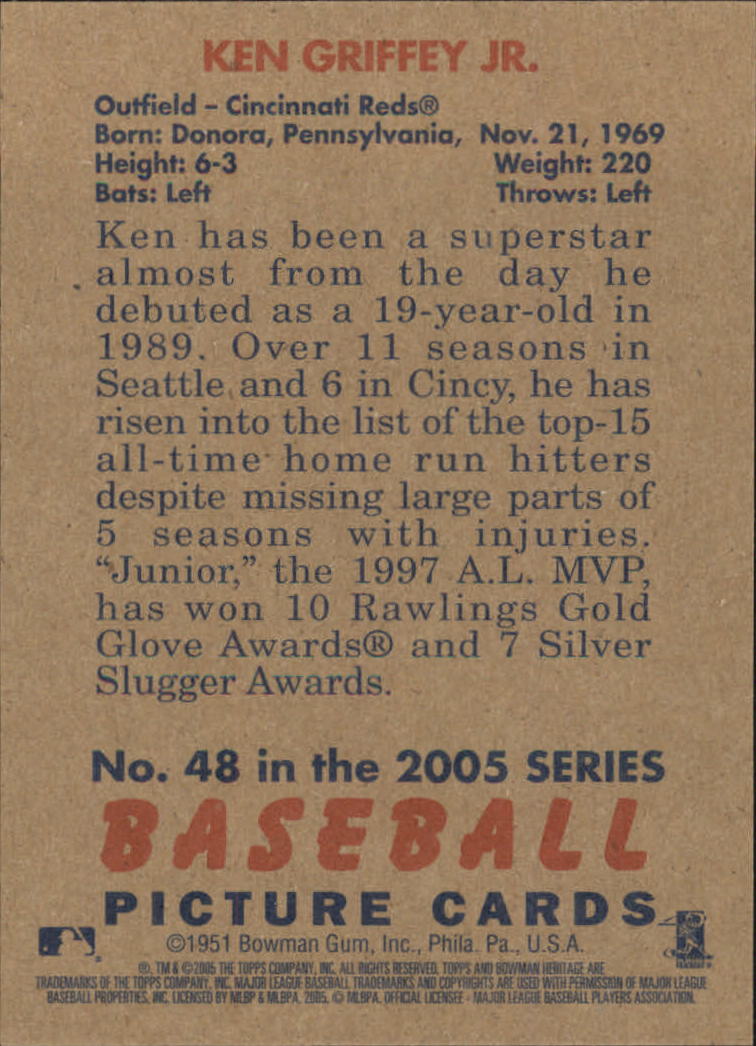 KEN GRIFFEY JR.
Outfield – Cincinnati Reds®
Born: Donora, Pennsylvania, Nov. 21, 1969
Height: 6-3 Weight: 220
Bats: Left Throws: Left
Ken has been a superstar
almost from the day he
debuted as a 19-year-old in
1989. Over 11 seasons in
Seattle and 6 in Cincy, he has
risen into the list of the top-15
all-time home run hitters
despite missing large parts of
5 seasons with injuries.
“Junior,” the 1997 A.L. MVP,
has won 10 Rawlings Gold
Glove Awards® and 7 Silver
Slugger Awards.
No. 48 in the 2005 SERIES
BASEBALL
PICTURE CARDS
©1951 Bowman Gum, Inc., Phila. Pa., U.S.A.
®, TM & ©2005 THE TOPPS COMPANY, INC. ALL RIGHTS RESERVED. TOPPS AND BOWMAN HERITAGE ARE
TRADEMARKS OF THE TOPPS COMPANY, INC. MAJOR LEAGUE BASEBALL TRADEMARKS AND COPYRIGHTS ARE USED WITH PERMISSION OF MAJOR LEAGUE
BASEBALL PROPERTIES, INC. LICENSED BY MLBP & MLBPA, 2005. © MLBPA, OFFICIAL LICENSEE - MAJOR LEAGUE BASEBALL PLAYERS ASSOCIATION.